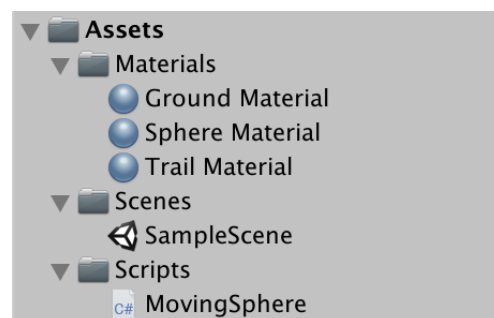 Assets
Materials
Ground Material
Sphere Material
Trail Material
Scenes
SampleScene
Scripts
C# MovingSphere